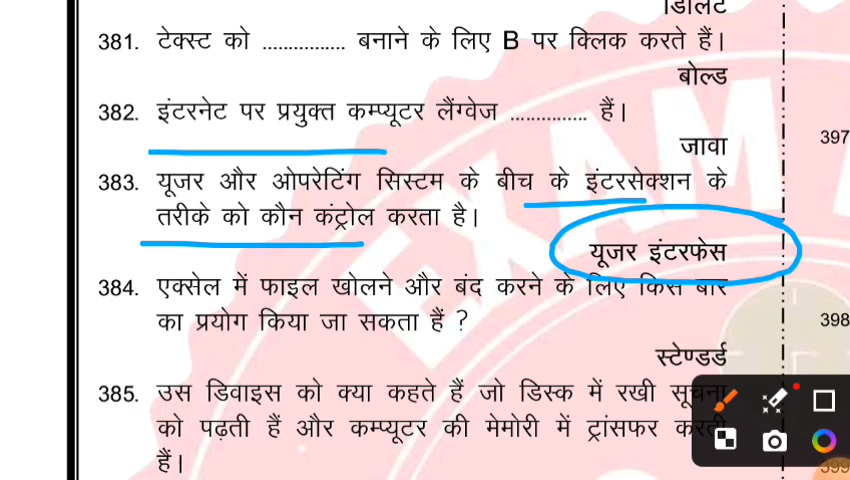 डिलिट
381. टेक्स्ट को ................ बनाने के लिए B पर क्लिक करते हैं।
बोल्ड
382. इंटरनेट पर प्रयुक्त कम्प्यूटर लैंग्वेज ............... हैं।
जावा
383. यूजर और ओपरेटिंग सिस्टम के बीच के इंटरसेक्शन के
तरीके को कौन कंट्रोल करता है।
यूजर इंटरफेस
384. एक्सेल में फाइल खोलने और बंद करने के लिए किस बार
का प्रयोग किया जा सकता हैं ?
स्टेण्डर्ड
385. उस डिवाइस को क्या कहते हैं जो डिस्क में रखी सूचना
को पढ़ती हैं और कम्प्यूटर की मेमोरी में ट्रांसफर करती
हैं।
397
398
399
EXAM